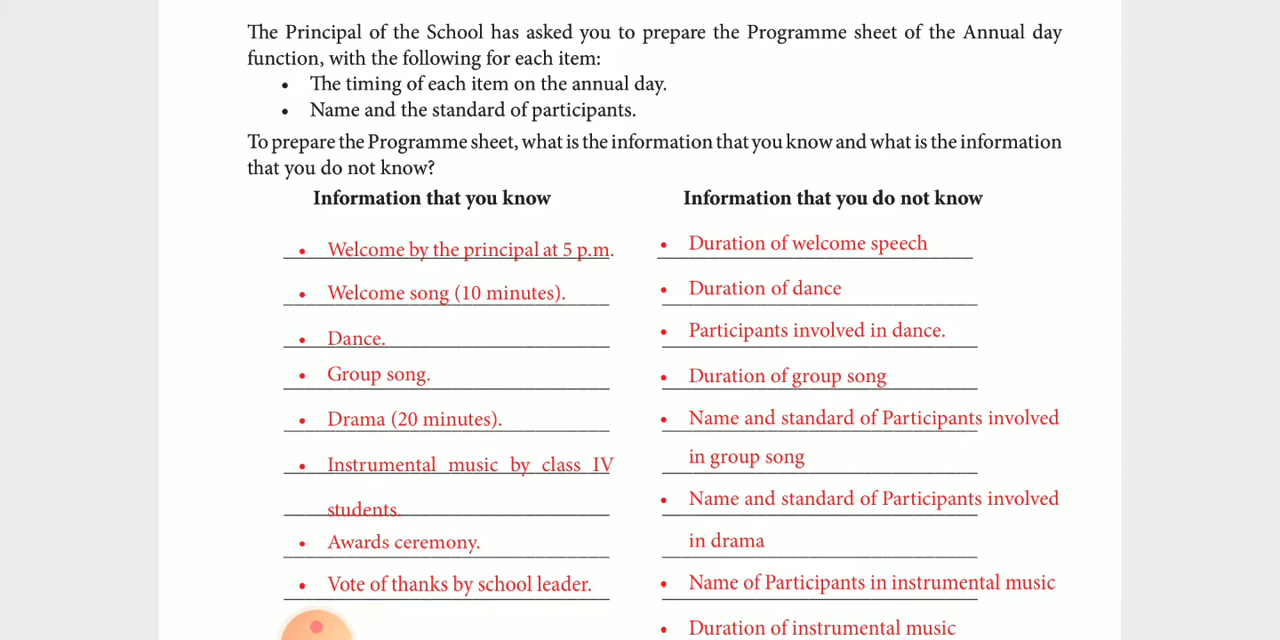 The Principal of the School has asked you to prepare the Programme sheet of the Annual day
function, with the following for each item:
• The timing of each item on the annual day.
• Name and the standard of participants.
To prepare the Programme sheet, what is the information that you know and what is the information
that you do not know?
Information that you know
• Welcome by the principal at 5 p.m.
• Welcome song (10 minutes).
• Dance.
• Group song.
• Drama (20 minutes).
• Instrumental music by class IV
students.
• Awards ceremony.
• Vote of thanks by school leader.
Information that you do not know
• Duration of welcome speech
• Duration of dance
• Participants involved in dance.
• Duration of group song
• Name and standard of Participants involved
in group song
• Name and standard of Participants involved
in drama
• Name of Participants in instrumental music
• Duration of instrumental music